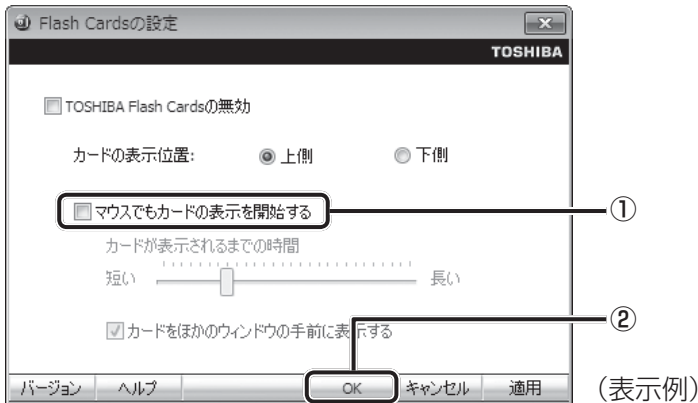 Flash Cardsの設定
TOSHIBA
TOSHIBA Flash Cardsの無効
カードの表示位置: 上側 下側
マウスでもカードの表示を開始する ①
カードが表示されるまでの時間
短い 長い
カードをほかのウィンドウの手前に表示する ②
バージョン ヘルプ OK キャンセル 適用 (表示例)